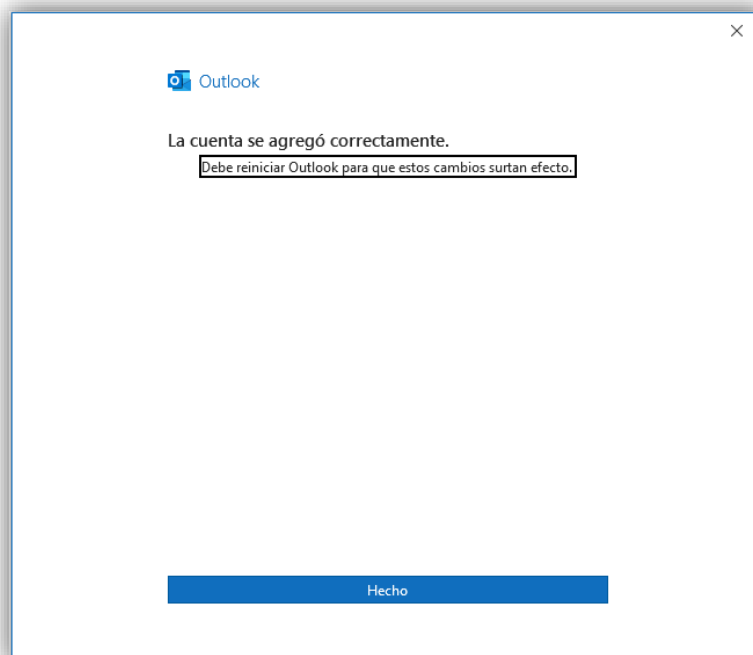 Outlook
La cuenta se agregó correctamente.
Debe reiniciar Outlook para que estos cambios surtan efecto.
Hecho